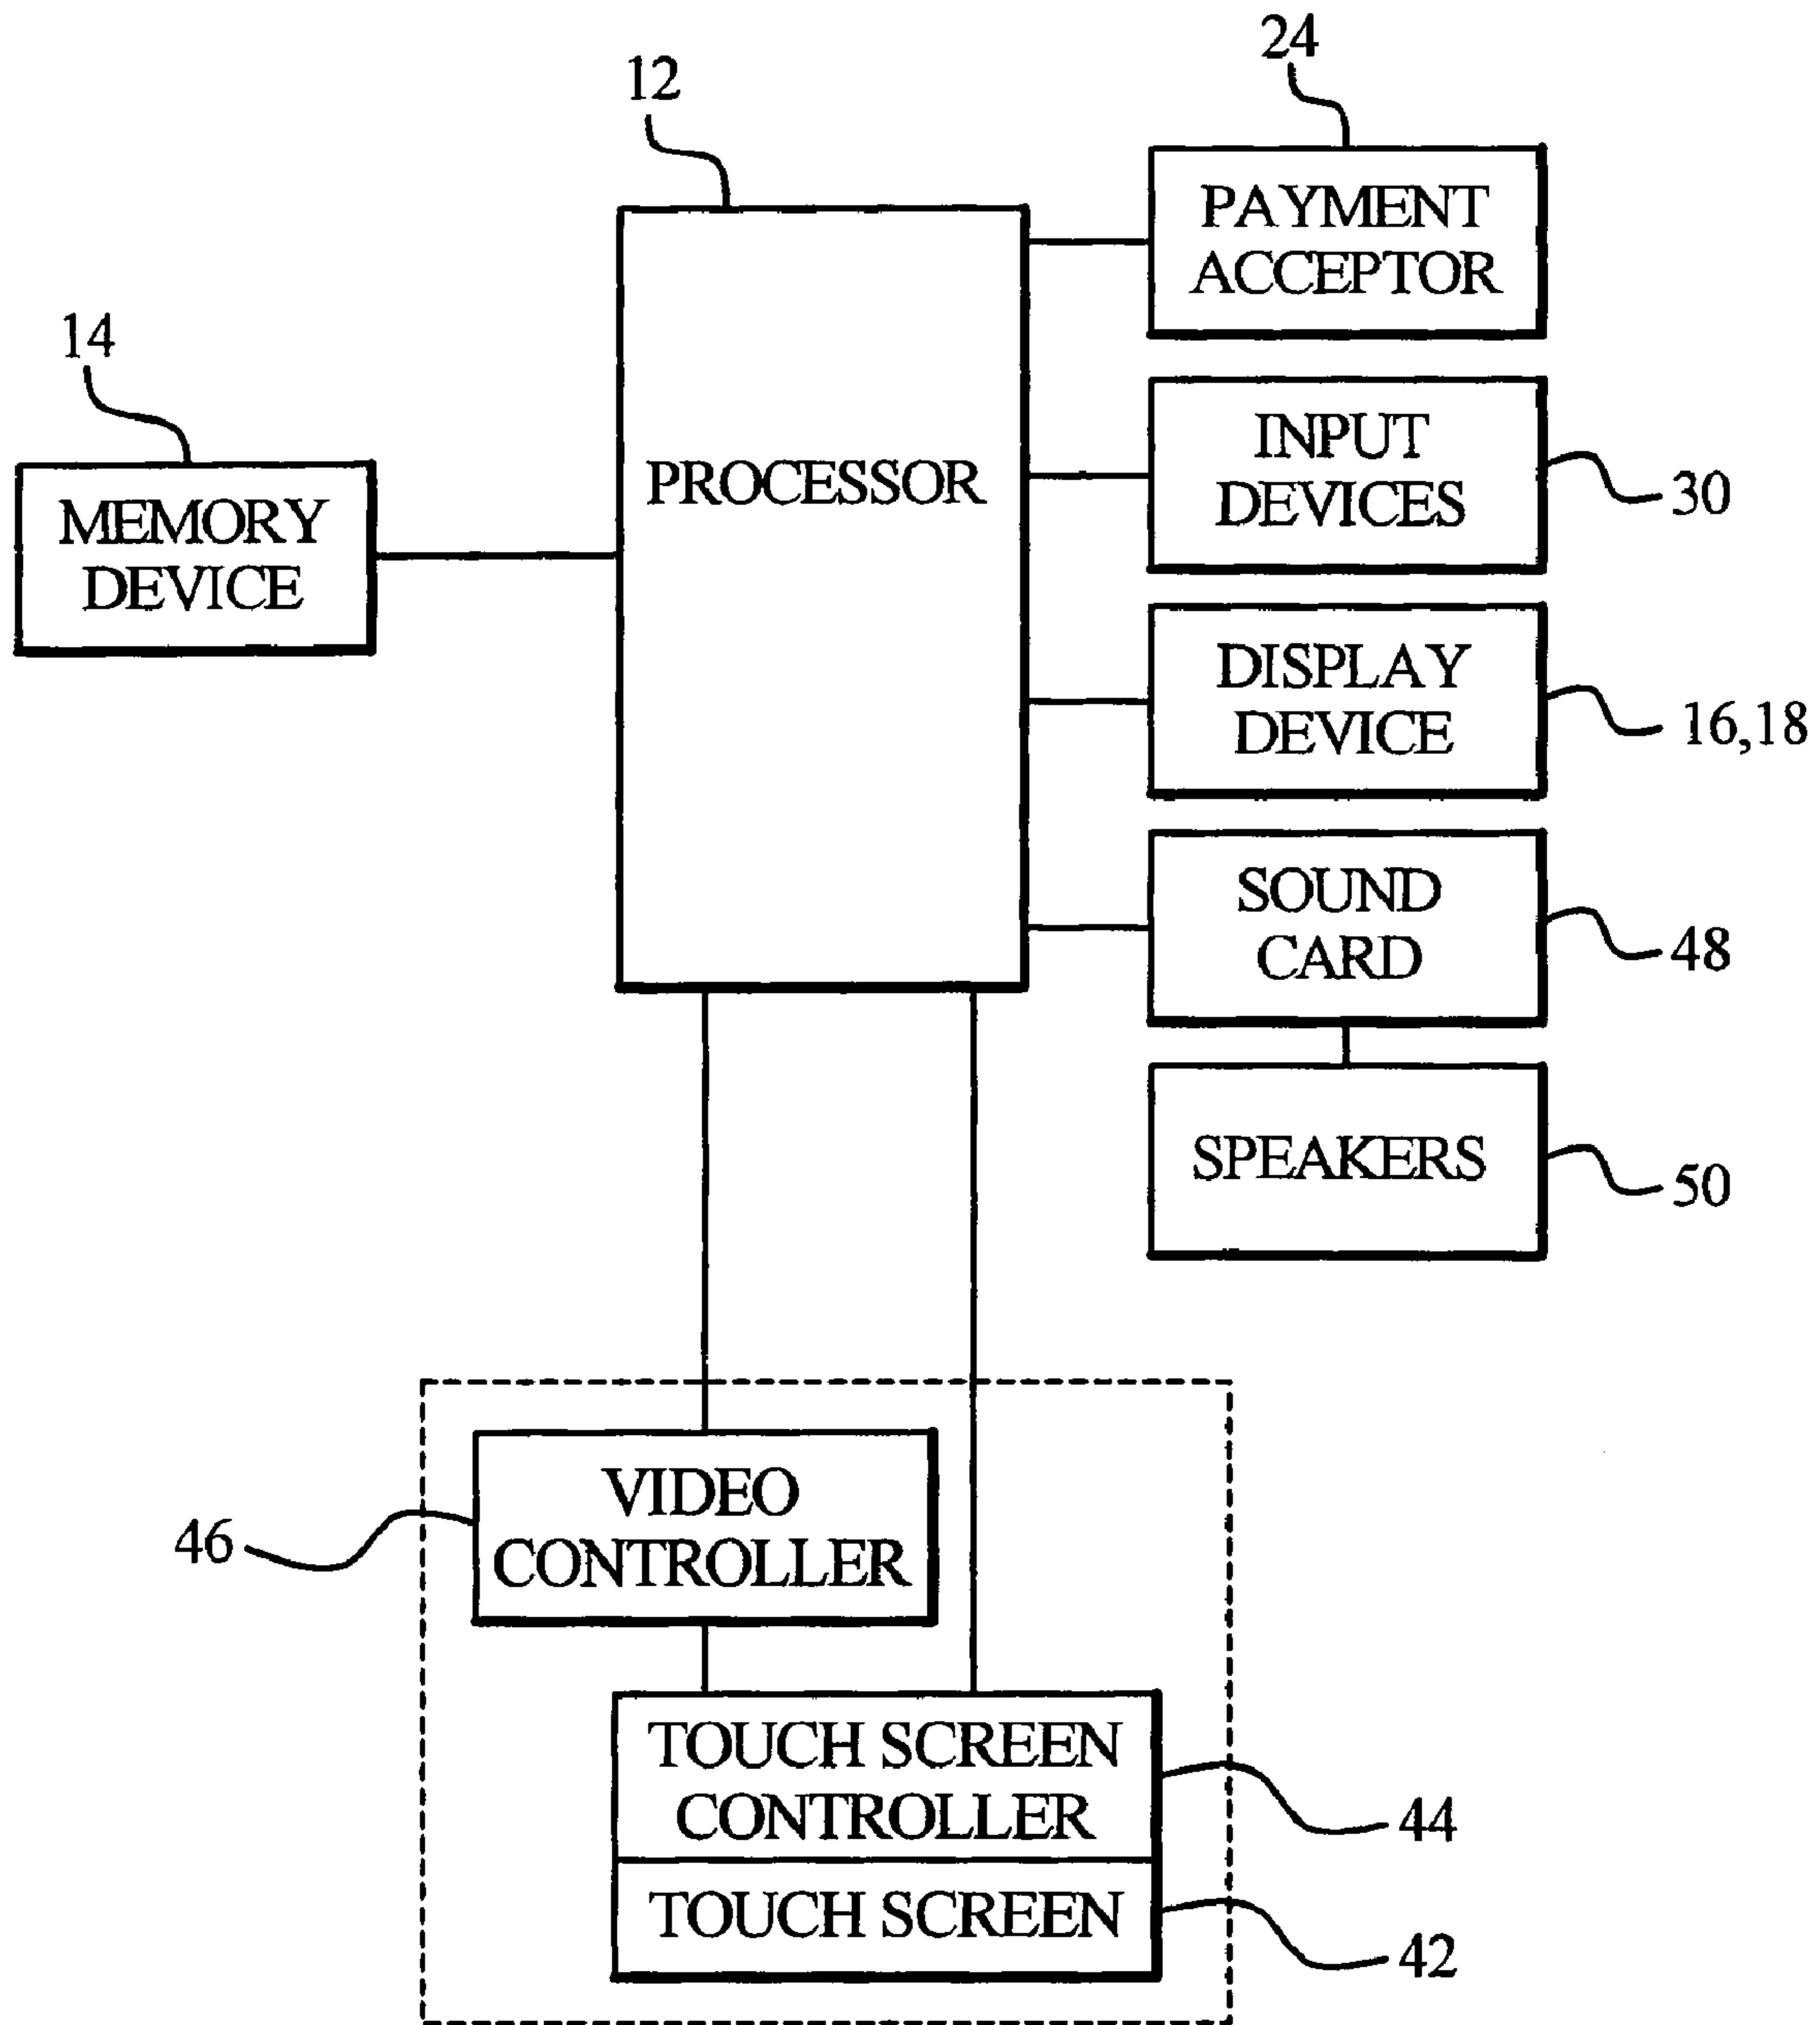 24
12
PAYMENT
ACCEPTOR
14
INPUT
DEVICES
30
PROCESSOR
MEMORY
DEVICE
DISPLAY
DEVICE
16,18
SOUND
CARD
48
SPEAKERS
50
VIDEO
CONTROLLER
46
TOUCH SCREEN
CONTROLLER
44
TOUCH SCREEN
42